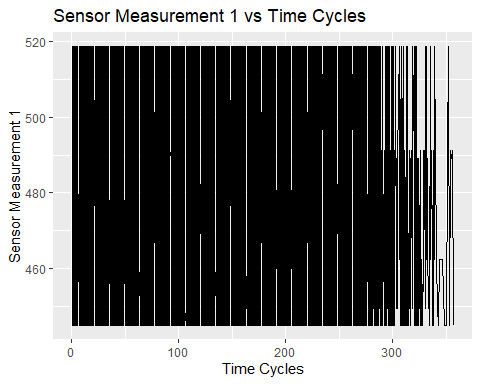 Sensor Measurement 1 vs Time Cycles
520
500
480
460
Sensor Measurement 1
0 100 200 300
Time Cycles